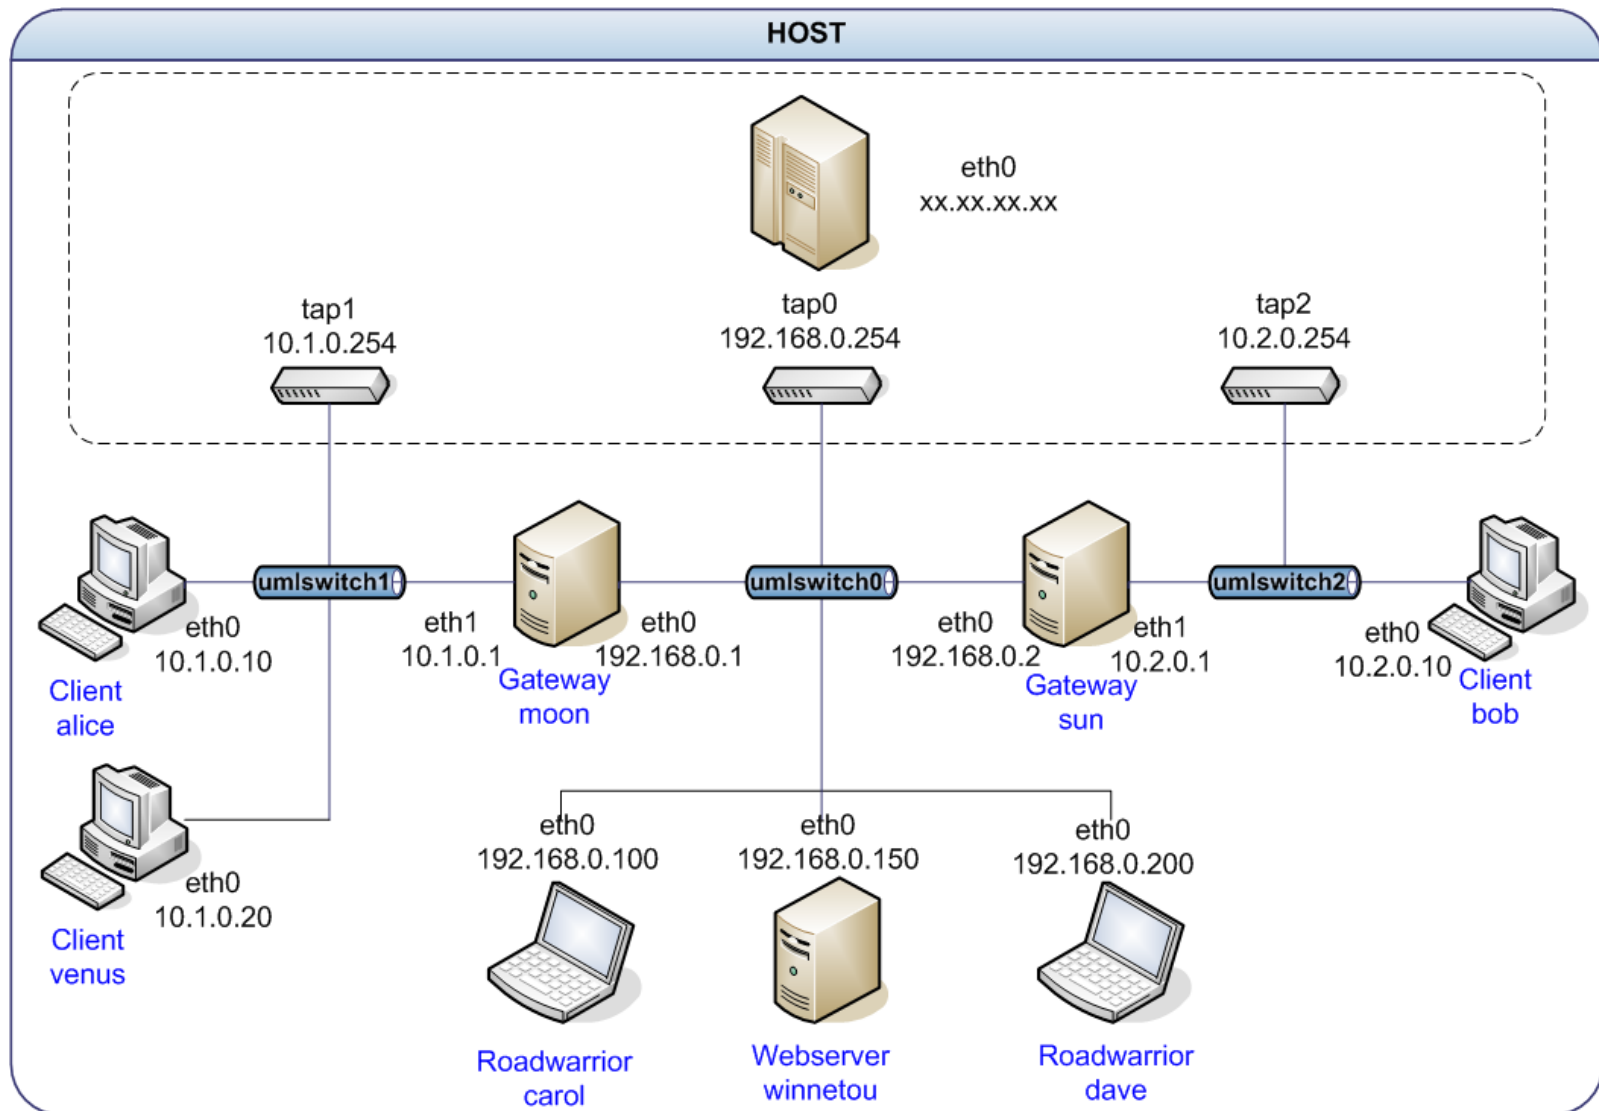 HOST
eth0
xx.xx.xx.xx
tap1
10.1.0.254
tap0
192.168.0.254
tap2
10.2.0.254
umlswitch1
umlswitch0
umlswitch2
eth0
10.1.0.10
Client
alice
eth1
10.1.0.1
eth0
192.168.0.1
Gateway
moon
eth0
192.168.0.2
eth1
10.2.0.1
Gateway
sun
eth0
10.2.0.10
Client
bob
eth0
10.1.0.20
Client
venus
eth0
192.168.0.100
Roadwarrior
carol
eth0
192.168.0.150
Webserver
winnetou
eth0
192.168.0.200
Roadwarrior
dave